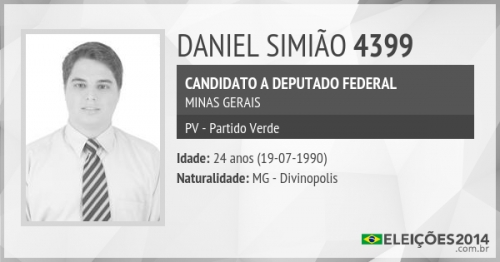 DANIEL SIMIÃO 4399
CANDIDATO A DEPUTADO FEDERAL
MINAS GERAIS
PV - Partido Verde
Idade: 24 anos (19-07-1990)
Naturalidade: MG - Divinopolis
ELEIÇÕES2014
.com.br